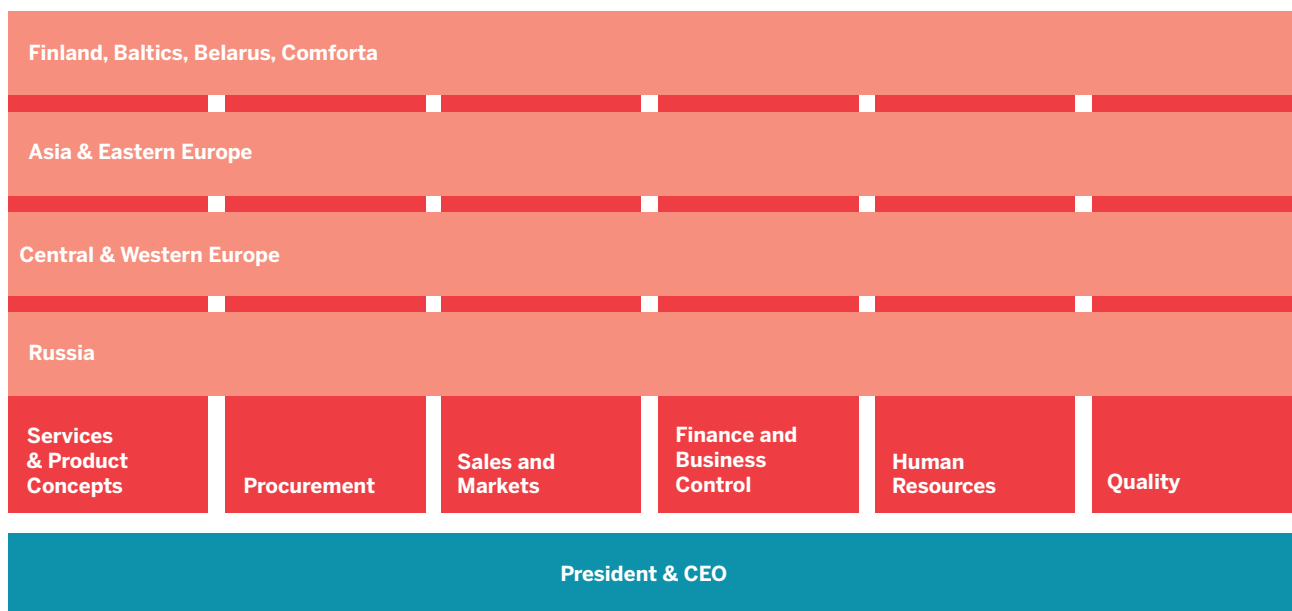 Finland, Baltics, Belarus, Comforta
Asia & Eastern Europe
Central & Western Europe
Russia
Services
& Product
Concepts
Procurement
Sales and
Markets
Finance and
Business
Control
Human
Resources
Quality
President & CEO